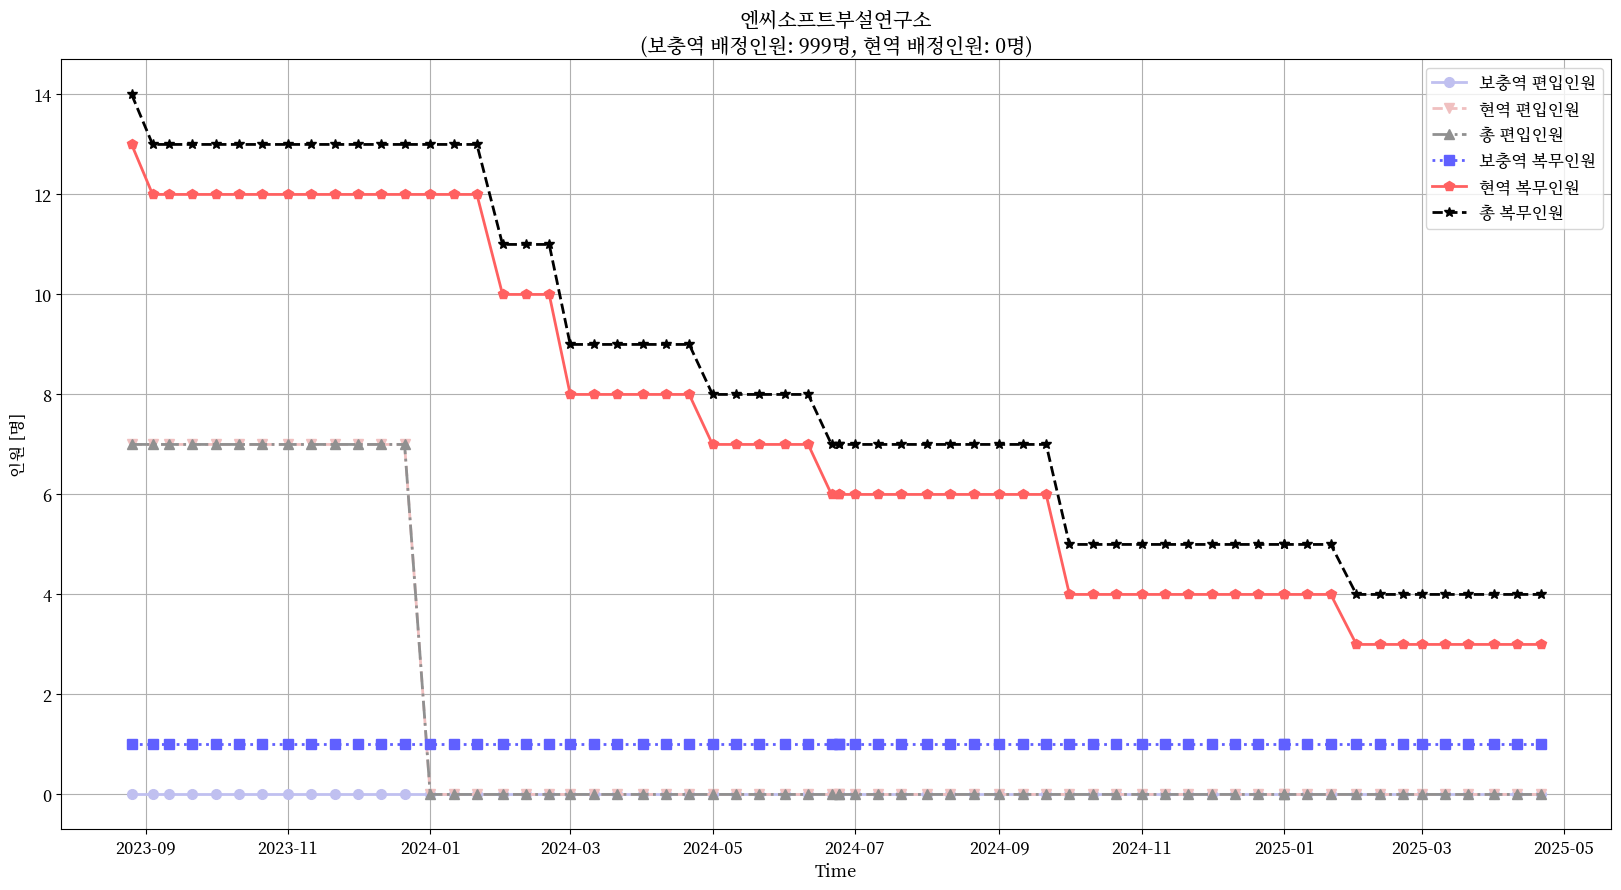 엔씨소프트부설연구소
(보충역 배정인원: 999명, 현역 배정인원: 0명)
보충역 편입인원
현역 편입인원
총 편입인원
보충역 복무인원
현역 복무인원
총 복무인원
인원 [명]
14
12
10
8
6
4
2
0
2023-09
2023-11
2024-01
2024-03
2024-05
2024-07
2024-09
2024-11
2025-01
2025-03
2025-05
Time